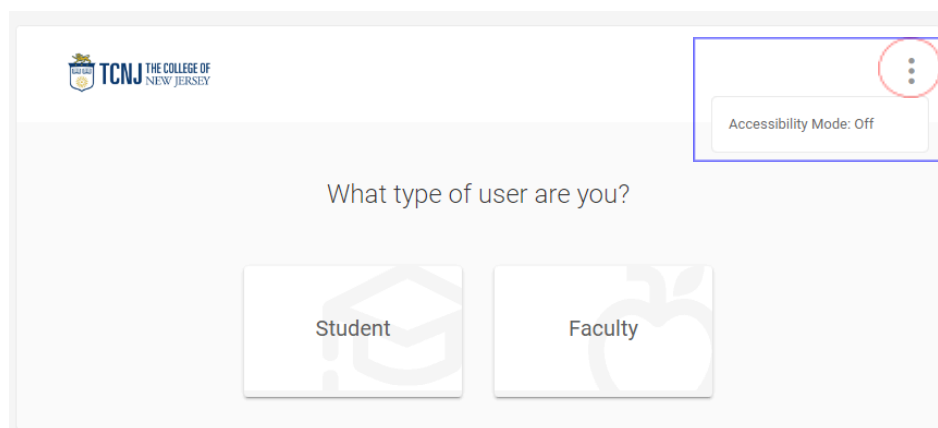 TCNJ THE COLLEGE OF
NEW JERSEY
Accessibility Mode: Off
What type of user are you?
Student
Faculty